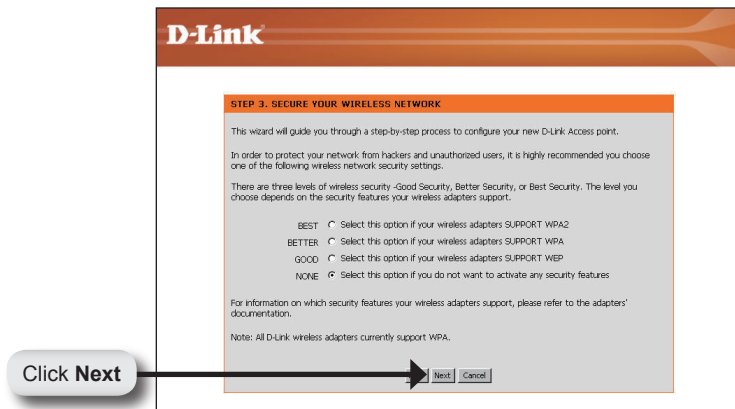 D-Link
STEP 3. SECURE YOUR WIRELESS NETWORK
This wizard will guide you through a step-by-step process to configure your new D-Link Access point.
In order to protect your network from hackers and unauthorized users, it is highly recommended you choose
one of the following wireless network security settings.
There are three levels of wireless security -Good Security, Better Security, or Best Security. The level you
choose depends on the security features your wireless adapters support.
BEST Select this option if your wireless adapters SUPPORT WPA2
BETTER Select this option if your wireless adapters SUPPORT WPA
GOOD Select this option if your wireless adapters SUPPORT WEP
NONE Select this option if you do not want to activate any security features
For information on which security features your wireless adapters support, please refer to the adapters'
documentation.
Note: All D-Link wireless adapters currently support WPA.
Click Next
Next Cancel